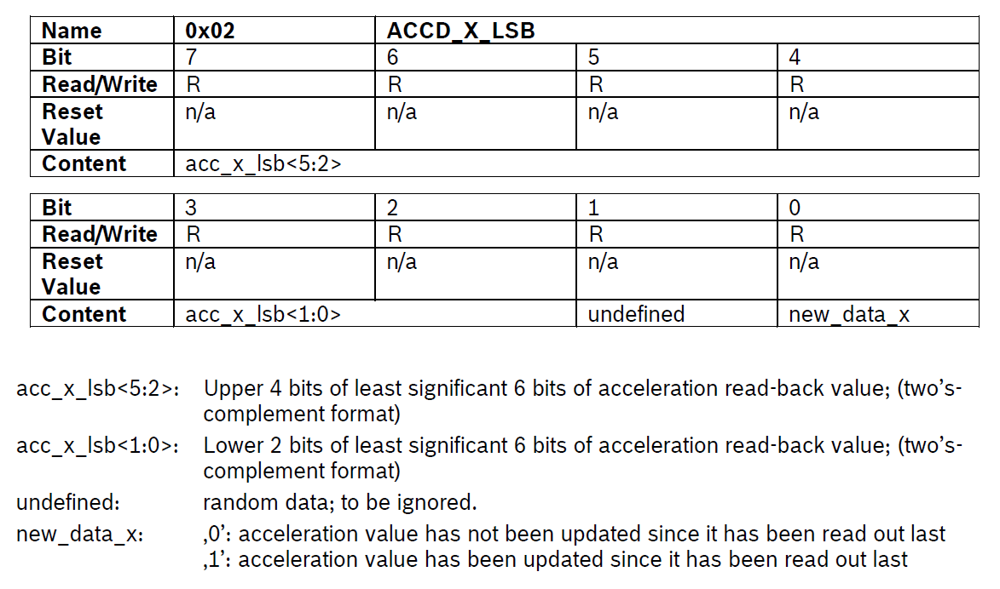 Name 0x02 ACCD_X_LSB
Bit 7 6 5 4
Read/Write R R R R
Reset n/a n/a n/a n/a
Value
Content acc_x_lsb<5:2>
Bit 3 2 1 0
Read/Write R R R R
Reset n/a n/a n/a n/a
Value
Content acc_x_lsb<1:0> undefined new_data_x
acc_x_lsb<5:2>: Upper 4 bits of least significant 6 bits of acceleration read-back value; (two’s-
complement format)
acc_x_lsb<1:0>: Lower 2 bits of least significant 6 bits of acceleration read-back value; (two’s-
complement format)
undefined: random data; to be ignored.
new_data_x: ‚0’: acceleration value has not been updated since it has been read out last
‚1’: acceleration value has been updated since it has been read out last